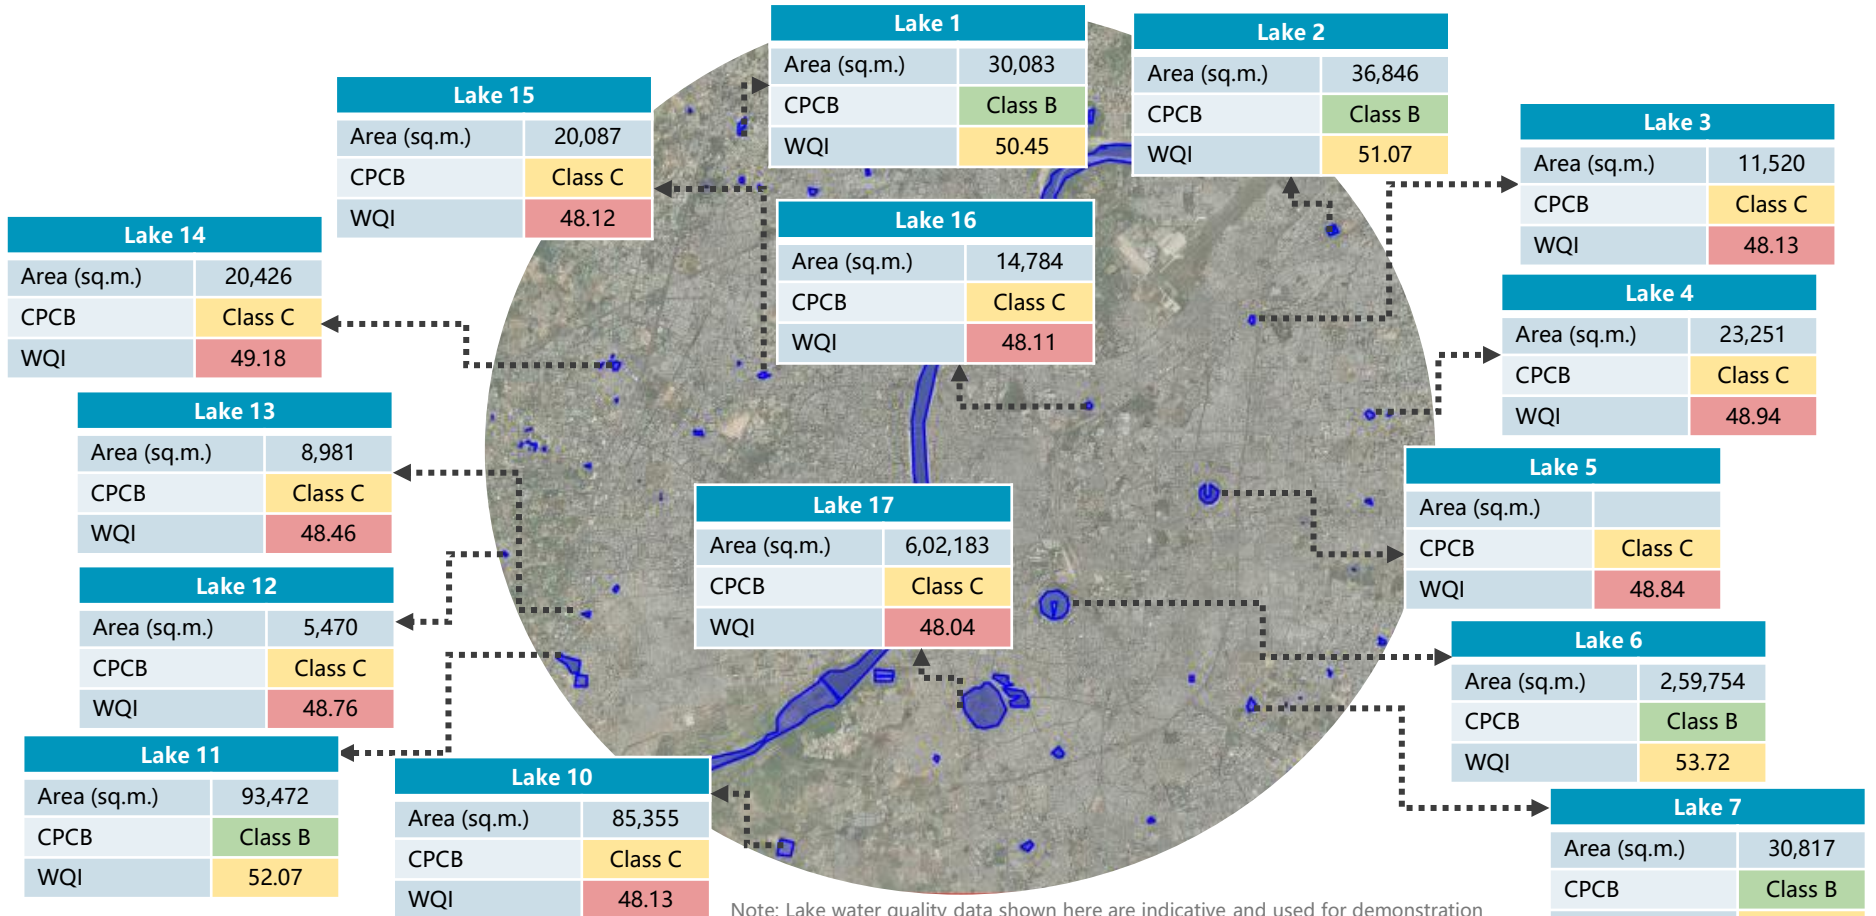 Lake 1
Area (sq.m.) 30,083
CPCB Class B
WQI 50.45
Lake 2
Area (sq.m.) 36,846
CPCB Class B
WQI 51.07
Lake 15
Area (sq.m.) 20,087
CPCB Class C
WQI 48.12
Lake 3
Area (sq.m.) 11,520
CPCB Class C
WQI 48.13
Lake 14
Area (sq.m.) 20,426
CPCB Class C
WQI 49.18
Lake 16
Area (sq.m.) 14,784
CPCB Class C
WQI 48.11
Lake 4
Area (sq.m.) 23,251
CPCB Class C
WQI 48.94
Lake 13
Area (sq.m.) 8,981
CPCB Class C
WQI 48.46
Lake 5
Area (sq.m.)
CPCB Class C
WQI 48.84
Lake 17
Area (sq.m.) 6,02,183
CPCB Class C
WQI 48.04
Lake 12
Area (sq.m.) 5,470
CPCB Class C
WQI 48.76
Lake 6
Area (sq.m.) 2,59,754
CPCB Class B
WQI 53.72
Lake 11
Area (sq.m.) 93,472
CPCB Class B
WQI 52.07
Lake 10
Area (sq.m.) 85,355
CPCB Class C
WQI 48.13
Lake 7
Area (sq.m.) 30,817
CPCB Class B
Note: Lake water quality data shown here are indicative and used for demonstration